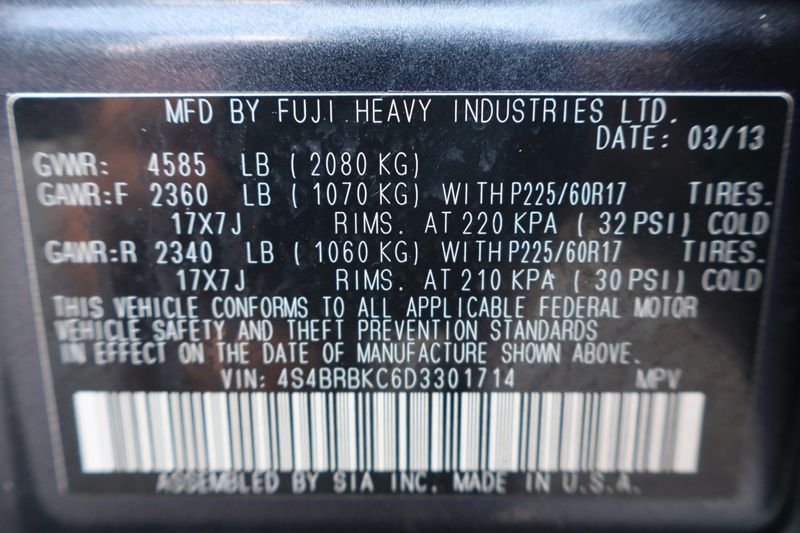 MFD BY FUJI HEAVY INDUSTRIES LTD.
DATE: 03/13
GVWR: 4585 LB (2080 KG)
GAWR:F 2360 LB (1070 KG) WITH P225/60R17 TIRES.
17X7J RIMS. AT 220 KPA (32 PSI) COLD
GAWR:R 2340 LB (1060 KG) WITH P225/60R17 TIRES.
17X7J RIMS. AT 210 KPA (30 PSI) COLD
THIS VEHICLE CONFORMS TO ALL APPLICABLE FEDERAL MOTOR
VEHICLE SAFETY AND THEFT PREVENTION STANDARDS
IN EFFECT ON THE DATE OF MANUFACTURE SHOWN ABOVE.
VIN: 4S4BRBKC6D3301714 MPV
ASSEMBLED BY SIA INC. MADE IN U.S.A.